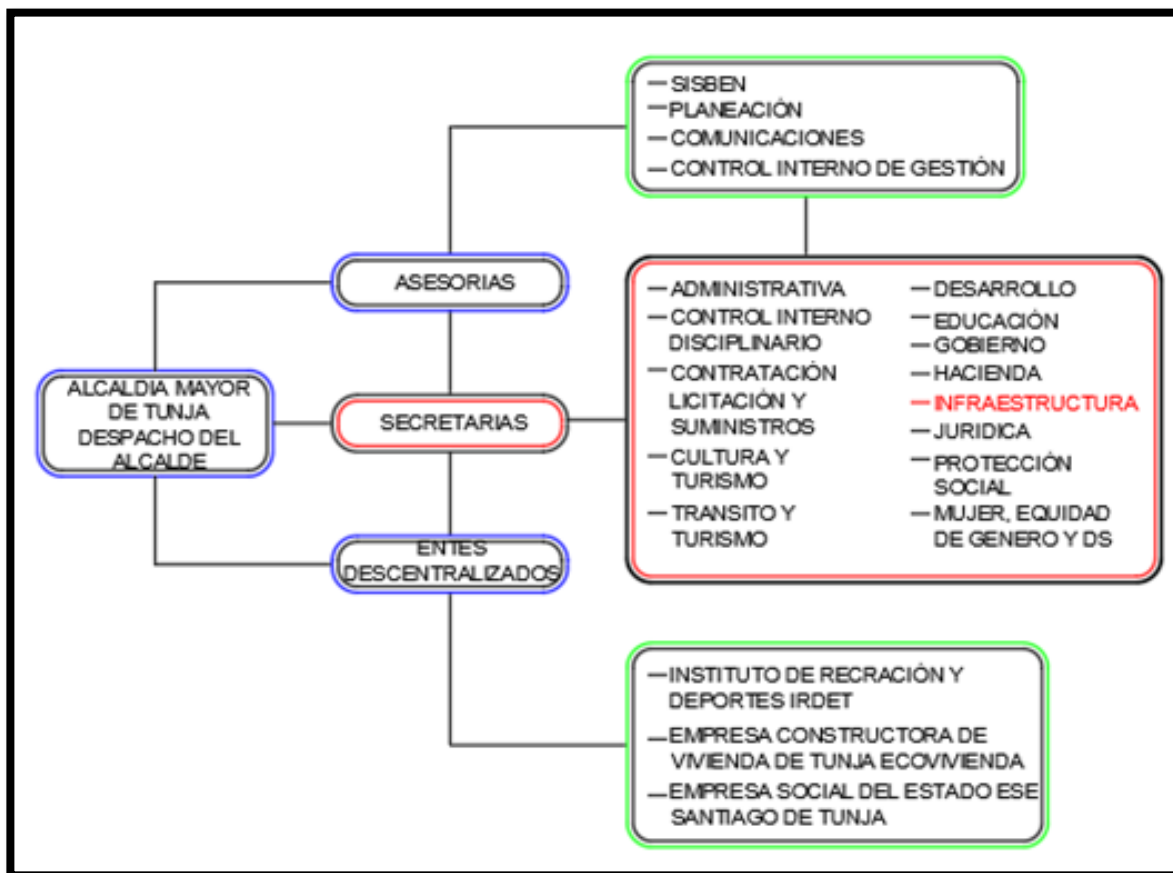 — SISBEN
— PLANEACIÓN
— COMUNICACIONES
— CONTROL INTERNO DE GESTIÓN
ASESORIAS
ALCALDIA MAYOR
DE TUNJA
DESPACHO DEL
ALCALDE
SECRETARIAS
— ADMINISTRATIVA
— CONTROL INTERNO
DISCIPLINARIO
— CONTRATACIÓN
LICITACIÓN Y
SUMINISTROS
— CULTURA Y
TURISMO
— TRANSITO Y
TURISMO
— DESARROLLO
— EDUCACIÓN
— GOBIERNO
— HACIENDA
— INFRAESTRUCTURA
— JURIDICA
— PROTECCIÓN
SOCIAL
— MUJER, EQUIDAD
DE GENERO Y DS
ENTES
DESCENTRALIZADOS
— INSTITUTO DE RECRACIÓN Y
DEPORTES IRDET
— EMPRESA CONSTRUCTORA DE
VIVIENDA DE TUNJA ECOVIVIENDA
— EMPRESA SOCIAL DEL ESTADO ESE
SANTIAGO DE TUNJA